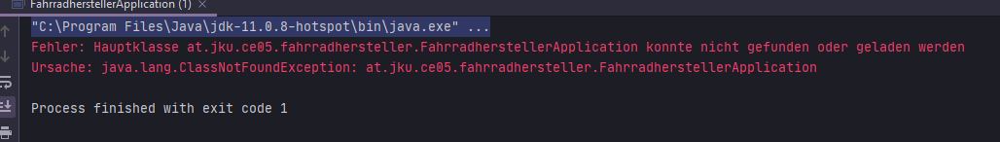 FahrradherstellerApplication (1) ×
"C:\Program Files\Java\jdk-11.0.8-hotspot\bin\java.exe" ...
Fehler: Hauptklasse at.jku.ce05.fahrradhersteller.FahrradherstellerApplication konnte nicht gefunden oder geladen werden
Ursache: java.lang.ClassNotFoundException: at.jku.ce05.fahrradhersteller.FahrradherstellerApplication
Process finished with exit code 1